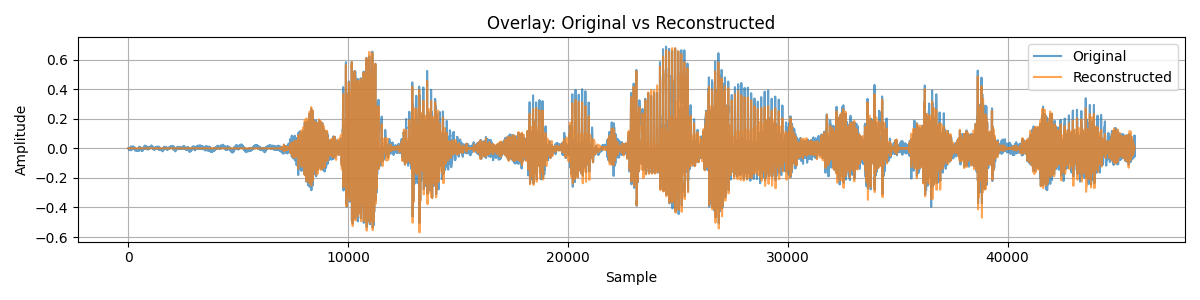 Overlay: Original vs Reconstructed
Original
Reconstructed
Amplitude
0.6
0.4
0.2
0.0
−0.2
−0.4
−0.6
0 10000 20000 30000 40000
Sample